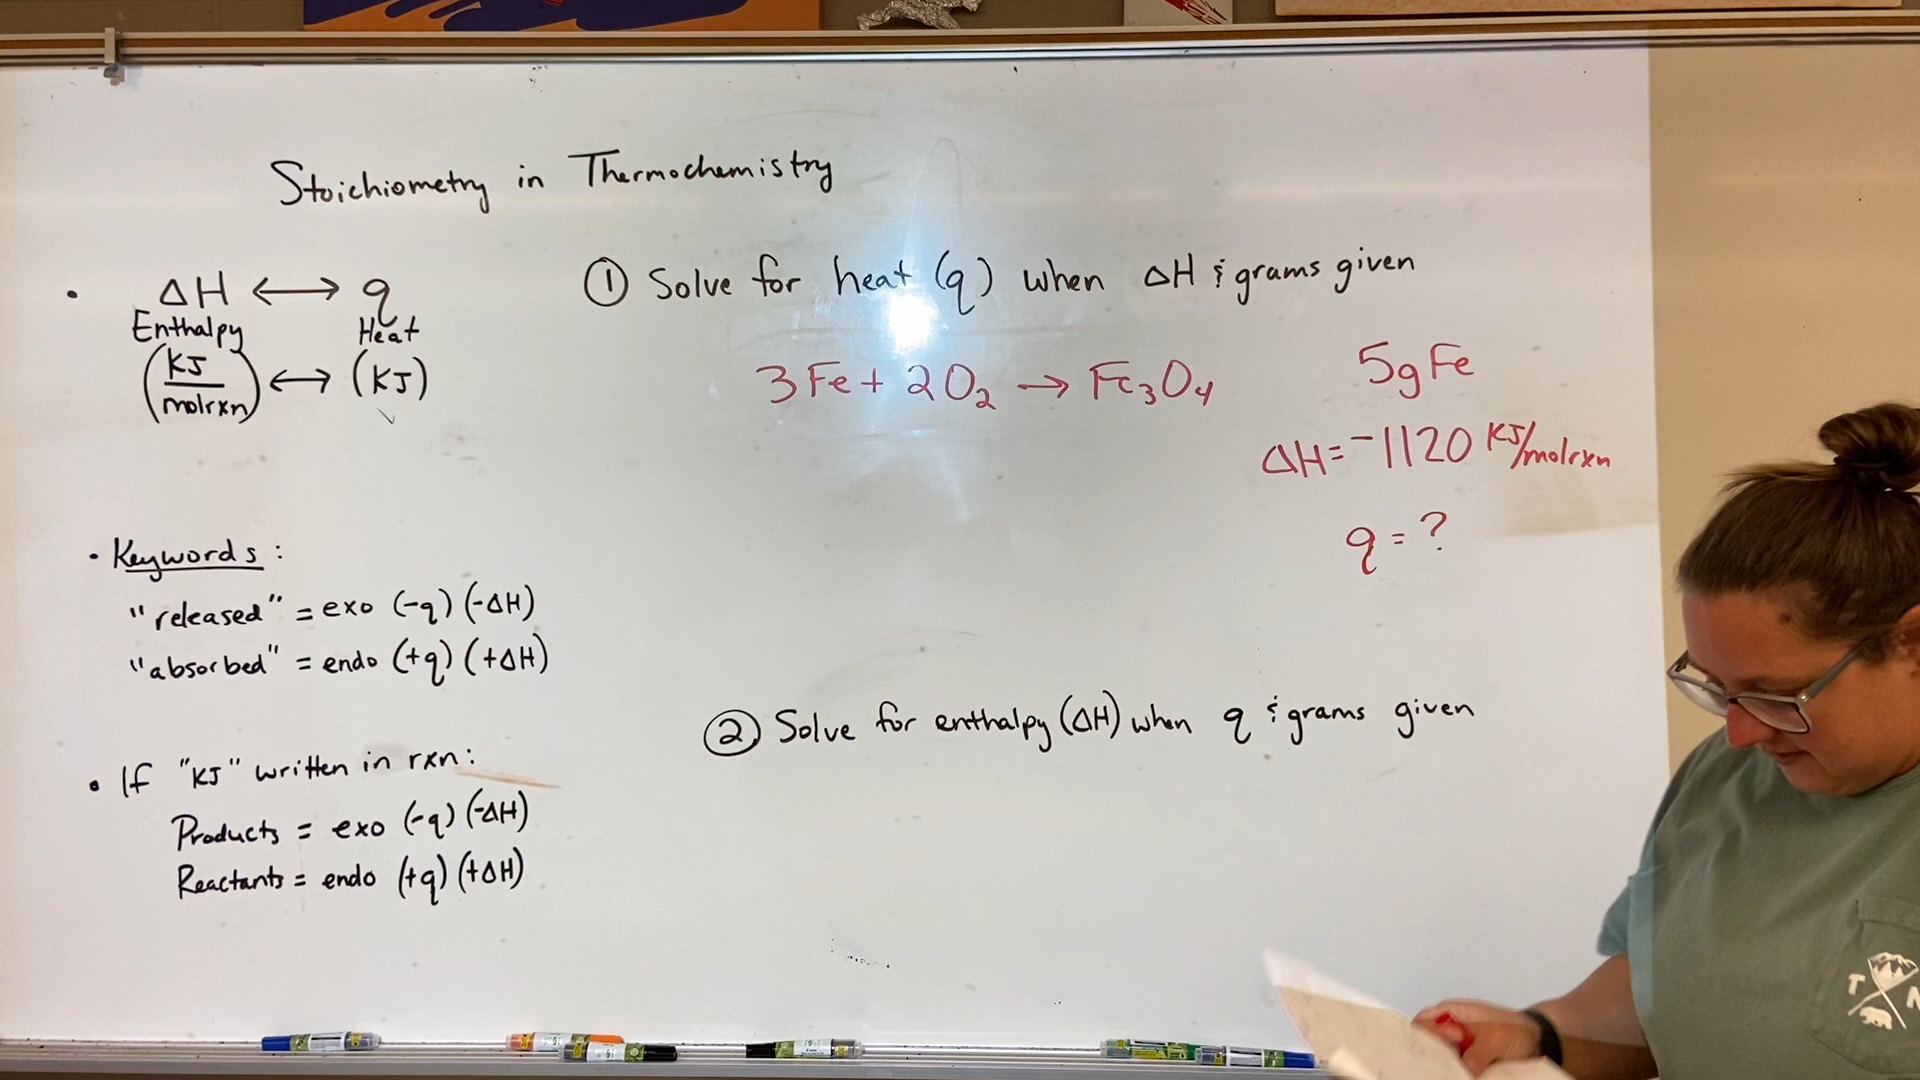 Stoichiometry in Thermochemistry
• ΔH ⟷ q
Enthalpy Heat
(KJ/molrxn) ⟷ (KJ)
• Keywords:
"released" = exo (-q) (-ΔH)
"absorbed" = endo (+q) (+ΔH)
• If "KJ" written in rxn:
Products = exo (-q) (-ΔH)
Reactants = endo (+q) (+ΔH)
① Solve for heat (q) when ΔH & grams given
3Fe + 2O₂ → Fe₃O₄
5g Fe
ΔH = -1120 KJ/molrxn
q = ?
② Solve for enthalpy (ΔH) when q & grams given
T N